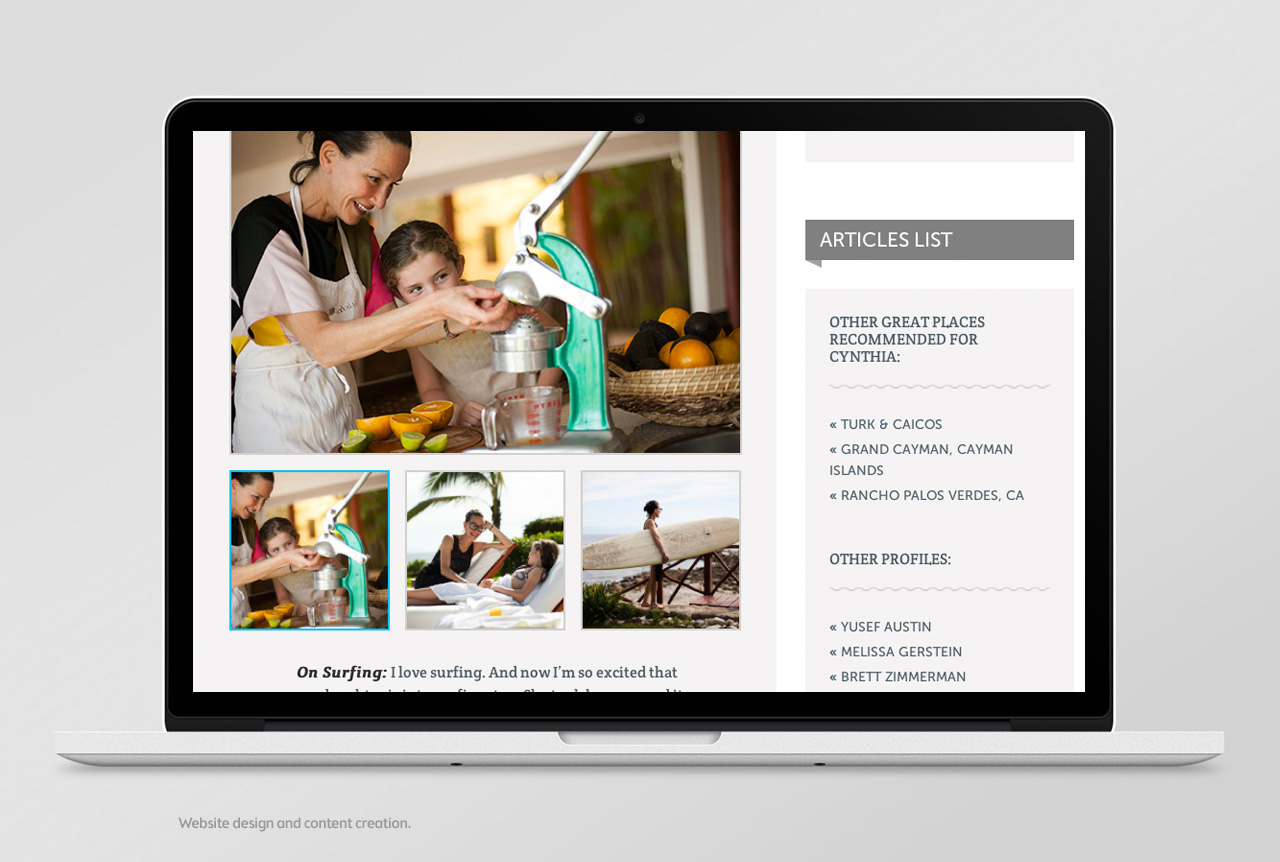 ARTICLES LIST
OTHER GREAT PLACES
RECOMMENDED FOR
CYNTHIA:
« TURK & CAICOS
« GRAND CAYMAN, CAYMAN
ISLANDS
« RANCHO PALOS VERDES, CA
OTHER PROFILES:
« YUSEF AUSTIN
« MELISSA GERSTEIN
« BRETT ZIMMERMAN
On Surfing: I love surfing. And now I'm so excited that
Website design and content creation.